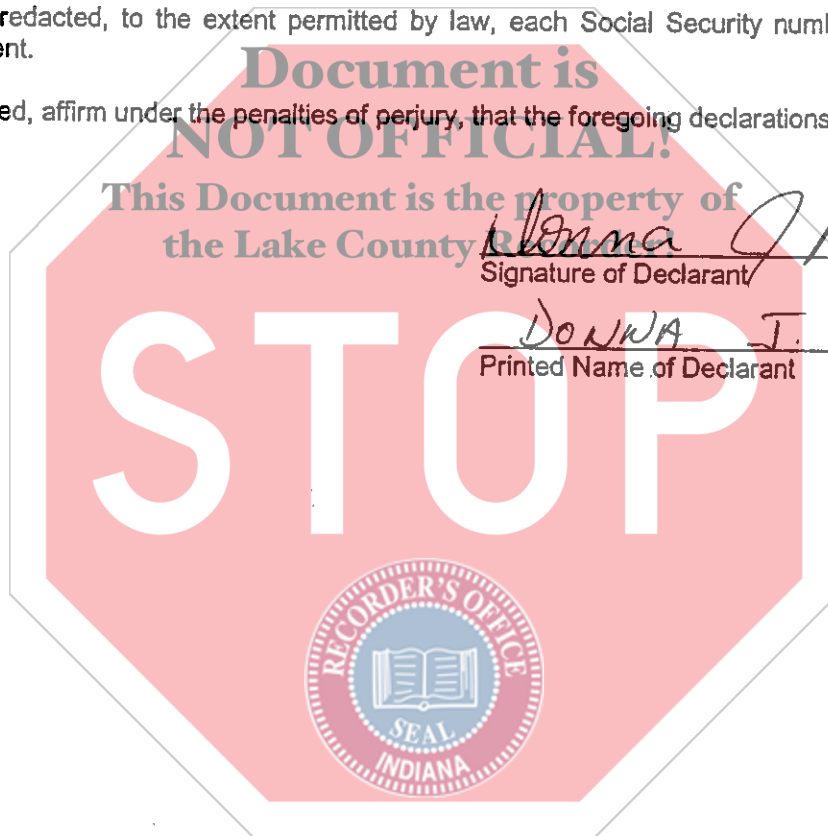 redacted, to the extent permitted by law, each Social Security num
ent.
Document is
ed, affirm under the penalties of perjury, that the foregoing declarations
NOT OFFICIAL!
This Document is the property of
the Lake County Recorder!
Donna J
Signature of Declarant
DONNA J.
Printed Name of Declarant
STOP
RECORDER'S OFFICE
SEAL
INDIANA